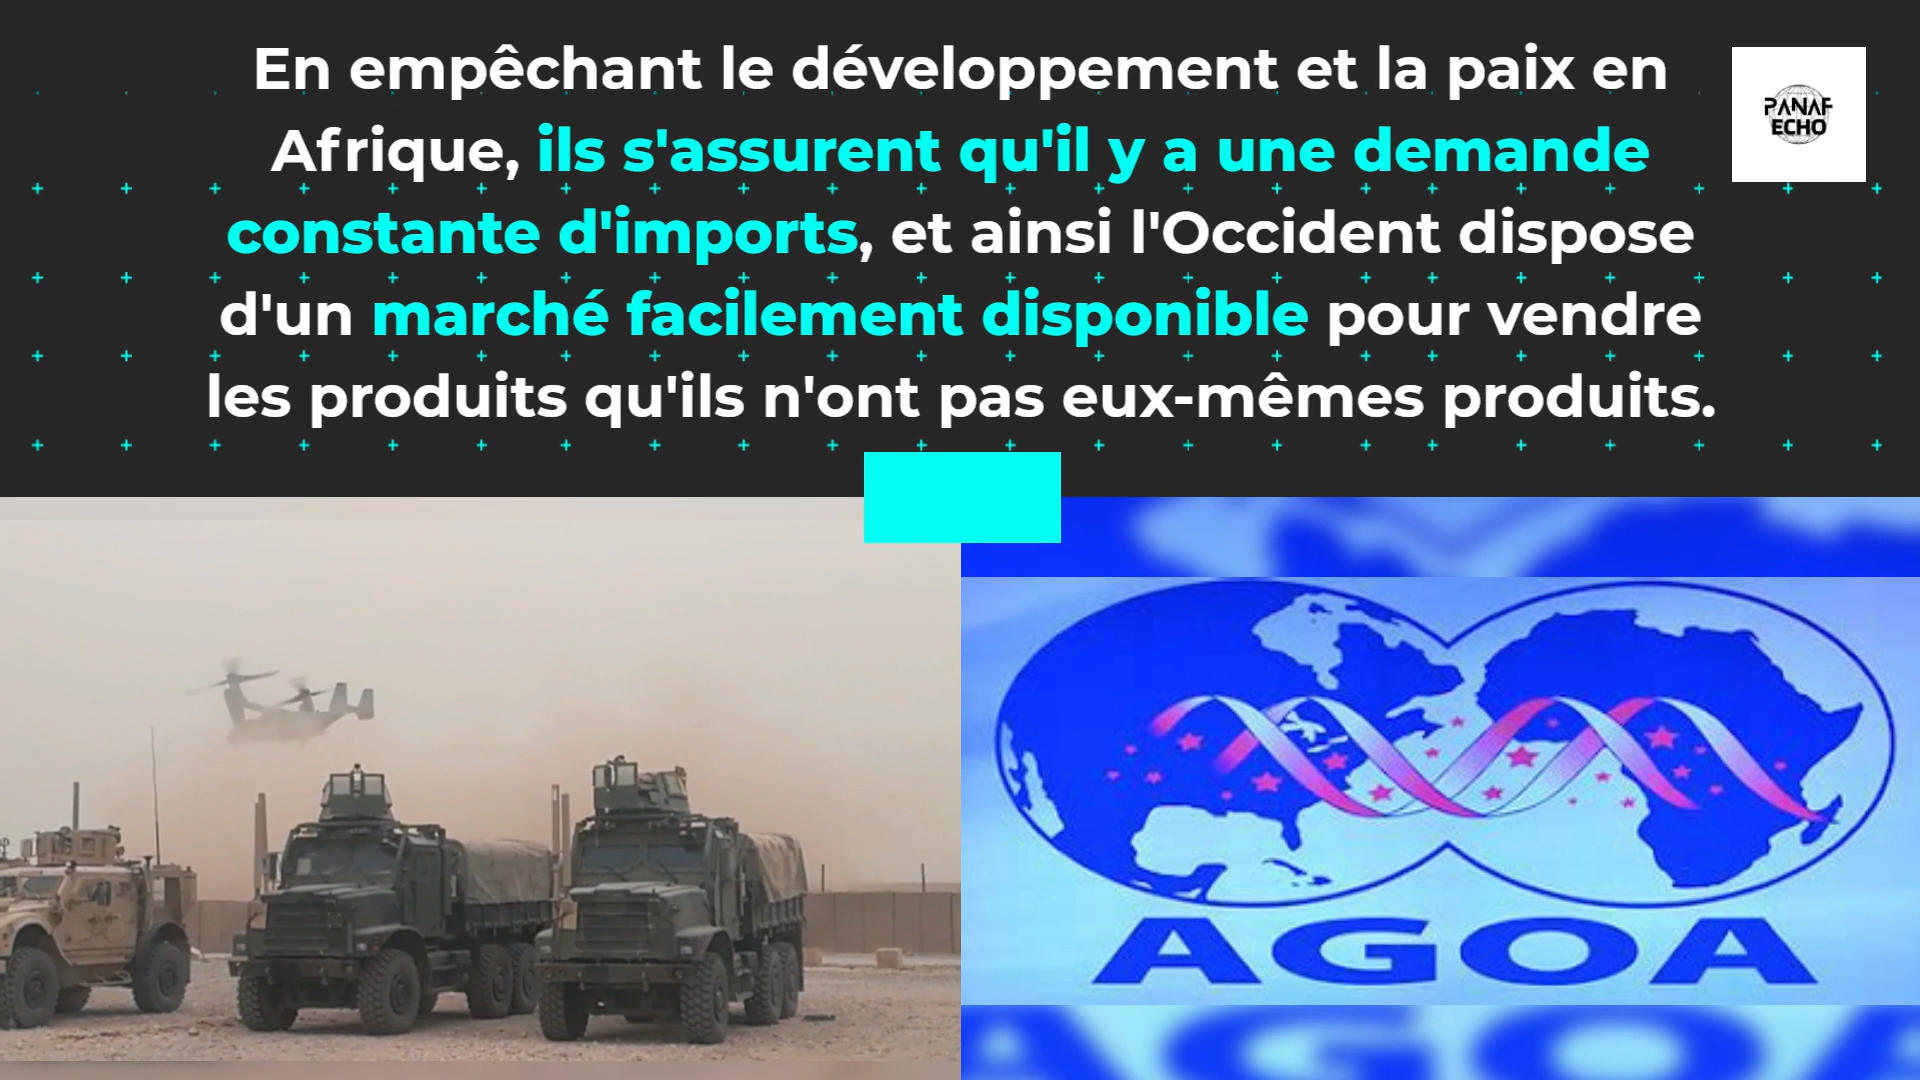 En empêchant le développement et la paix en
Afrique, ils s'assurent qu'il y a une demande
constante d'imports, et ainsi l'Occident dispose
d'un marché facilement disponible pour vendre
les produits qu'ils n'ont pas eux-mêmes produits.
PANAF
ECHO
AGOA
AGOA